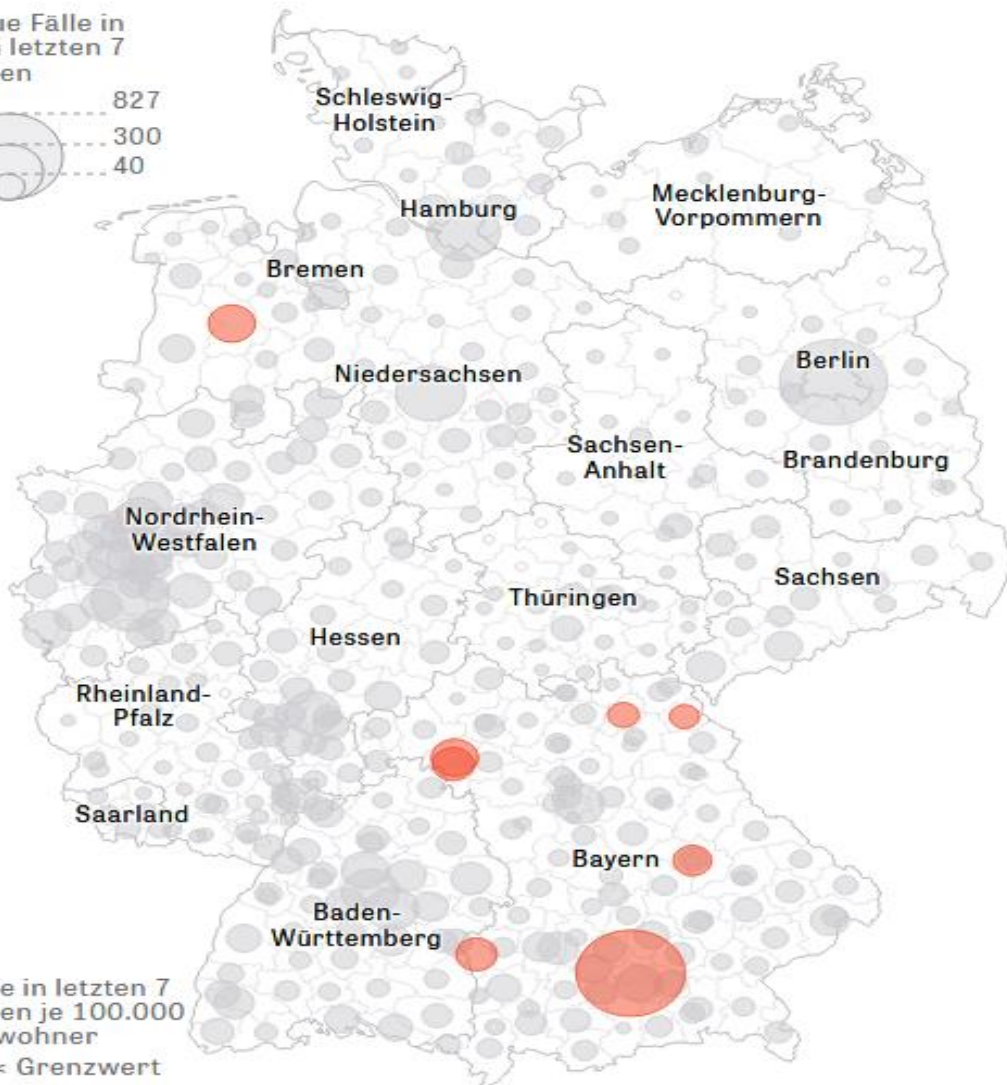 ue Fälle in
letzten 7
en
827
300
40
Schleswig-
Holstein
Mecklenburg-
Vorpommern
Hamburg
Bremen
Berlin
Niedersachsen
Sachsen-
Anhalt
Brandenburg
Nordrhein-
Westfalen
Sachsen
Thüringen
Hessen
Rheinland-
Pfalz
Saarland
Bayern
Baden-
Württemberg
e in letzten 7
en je 100.000
wohner
< Grenzwert